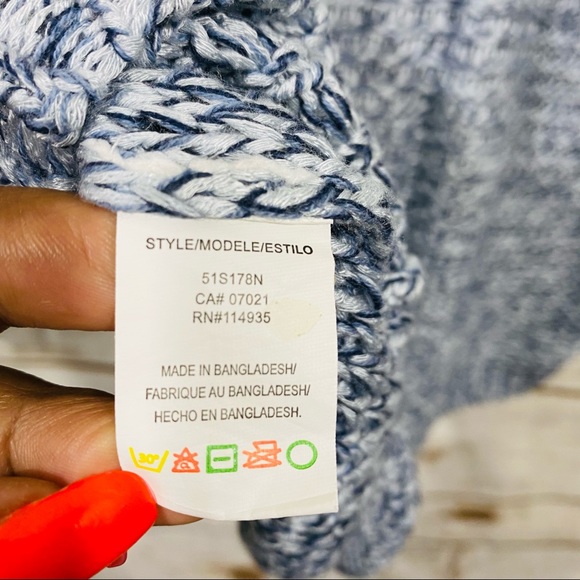 STYLE/MODELE/ESTILO
51S178N
CA# 07021
RN#114935
MADE IN BANGLADESH/
FABRIQUE AU BANGLADESH/
HECHO EN BANGLADESH.
30°